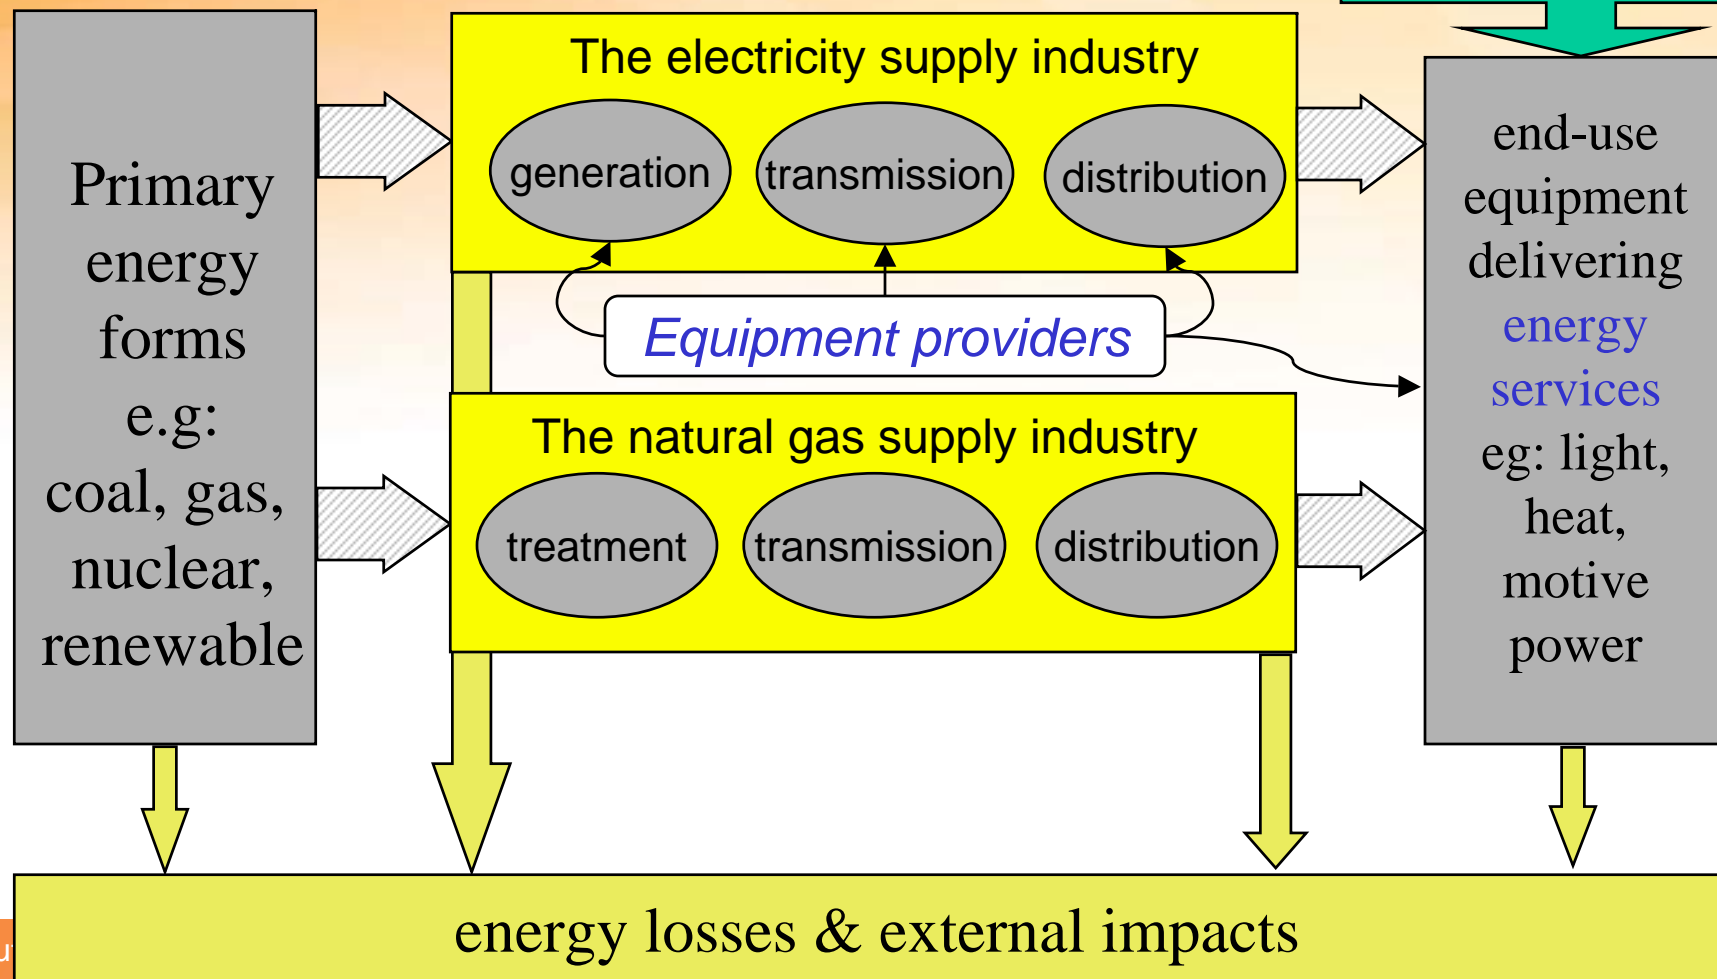 The electricity supply industry
generation
transmission
distribution
Primary
energy
forms
e.g:
coal, gas,
nuclear,
renewable
Equipment providers
The natural gas supply industry
treatment
transmission
distribution
end-use
equipment
delivering
energy
services
eg: light,
heat,
motive
power
energy losses & external impacts